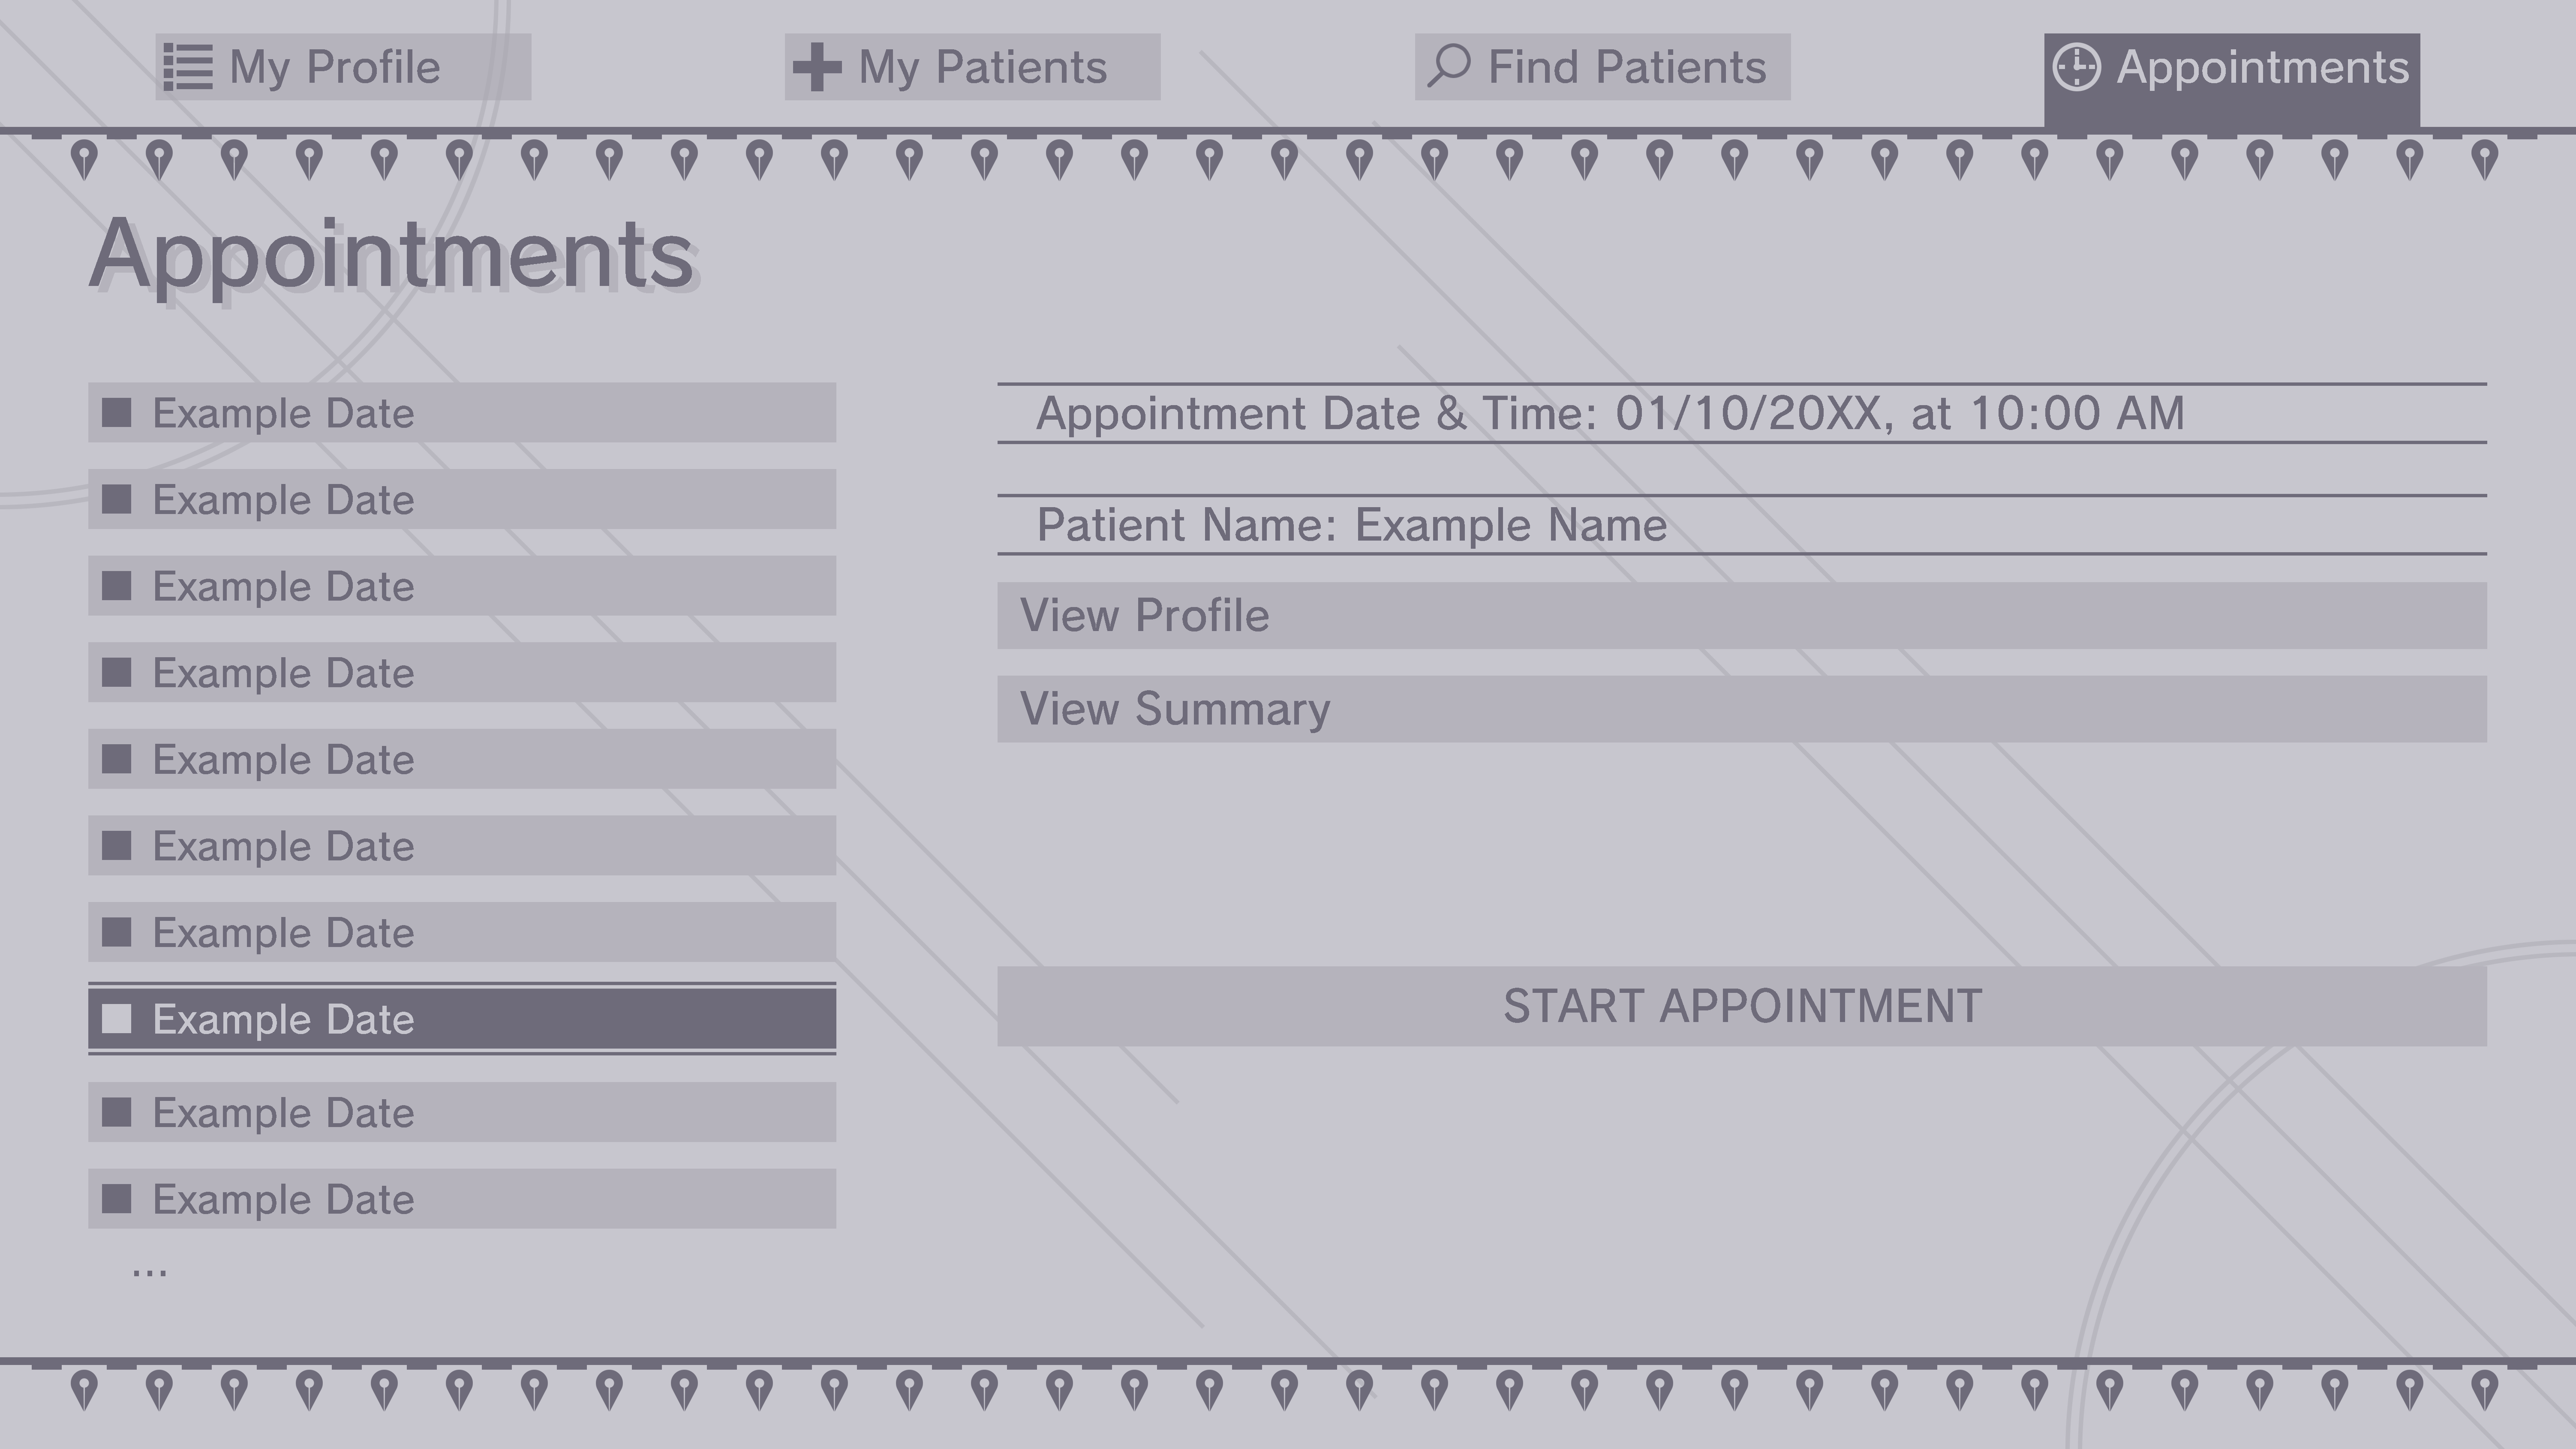 My Profile
My Patients
Find Patients
Appointments
Appointments
Example Date
Example Date
Example Date
Example Date
Example Date
Example Date
Example Date
Example Date
Example Date
Example Date
...
Appointment Date & Time: 01/10/20XX, at 10:00 AM
Patient Name: Example Name
View Profile
View Summary
START APPOINTMENT